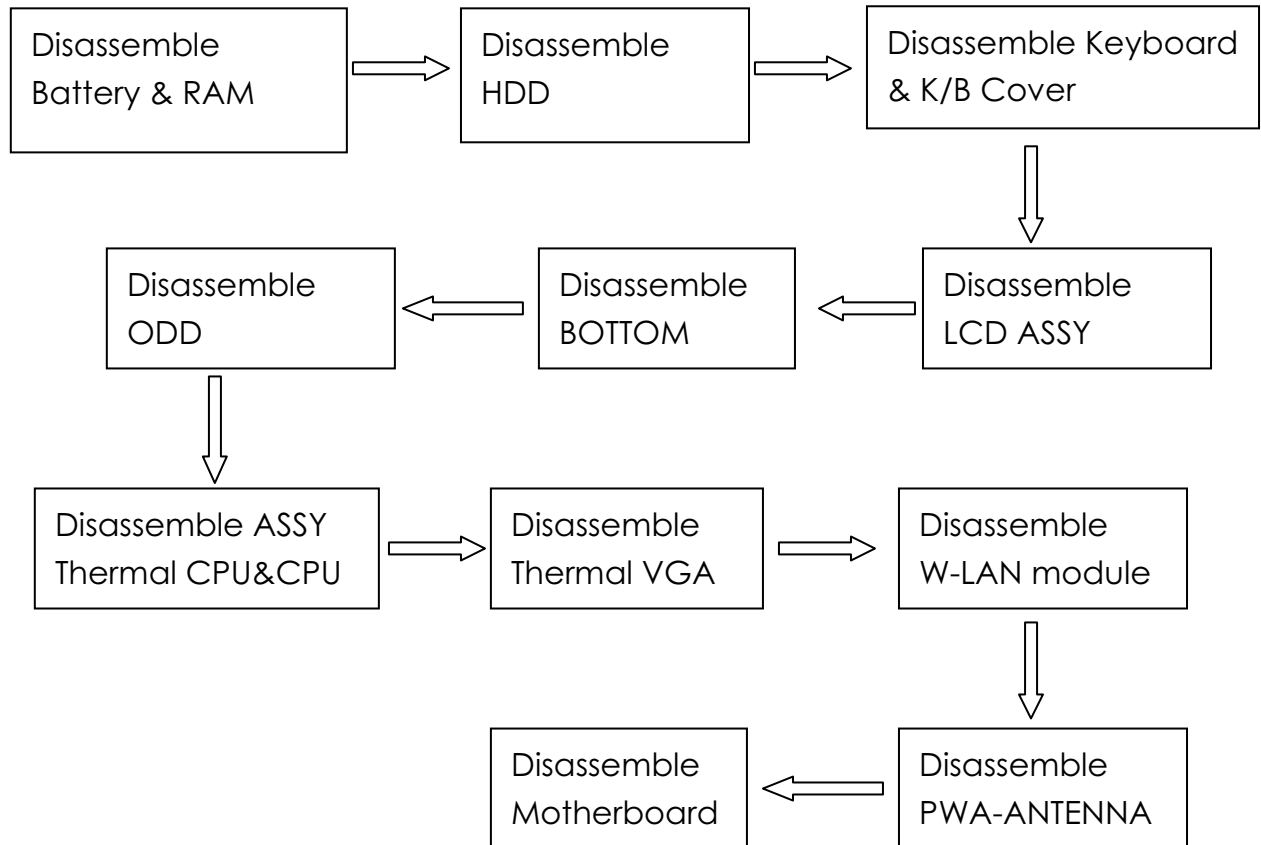 Disassemble
Battery & RAM
Disassemble
HDD
Disassemble Keyboard
& K/B Cover
Disassemble
LCD ASSY
Disassemble
BOTTOM
Disassemble
ODD
Disassemble ASSY
Thermal CPU&CPU
Disassemble
Thermal VGA
Disassemble
W-LAN module
Disassemble
PWA-ANTENNA
Disassemble
Motherboard